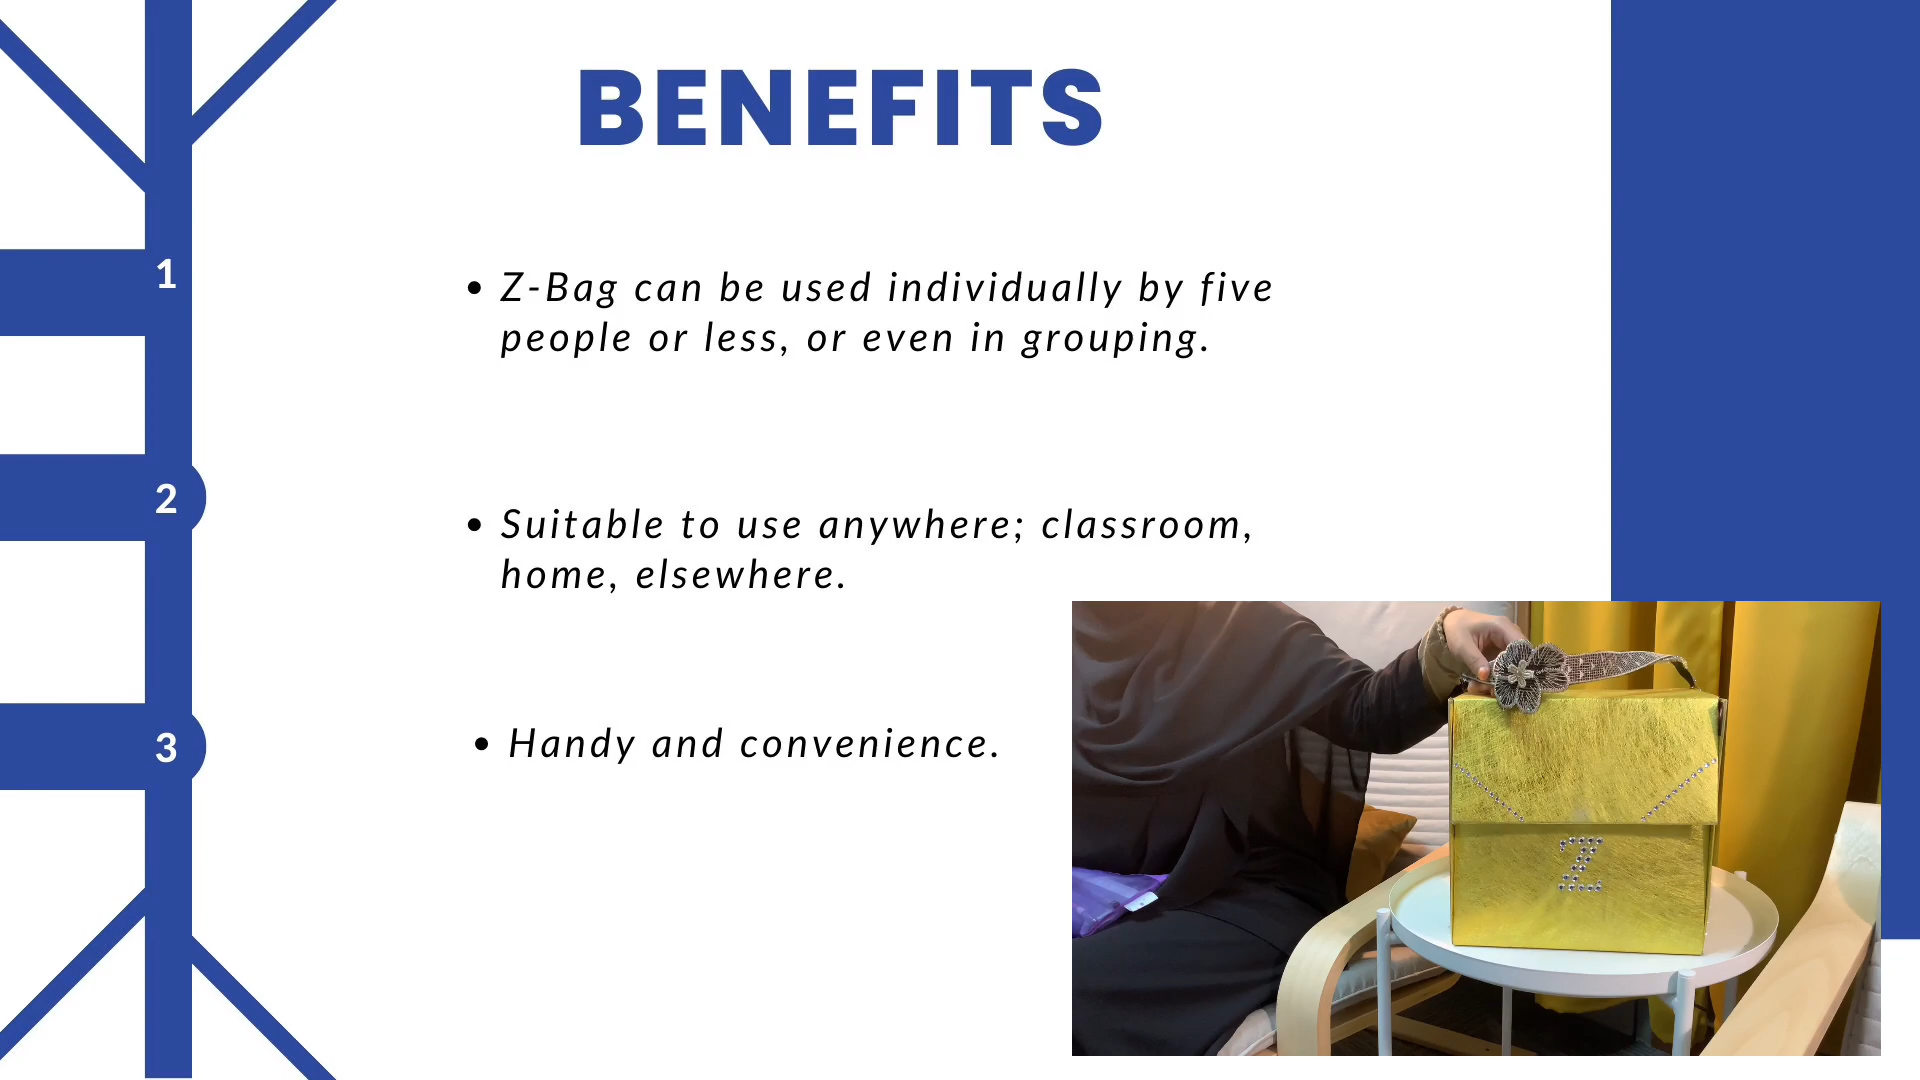 BENEFITS
1
• Z-Bag can be used individually by five
people or less, or even in grouping.
2
• Suitable to use anywhere; classroom,
home, elsewhere.
3
• Handy and convenience.
Z